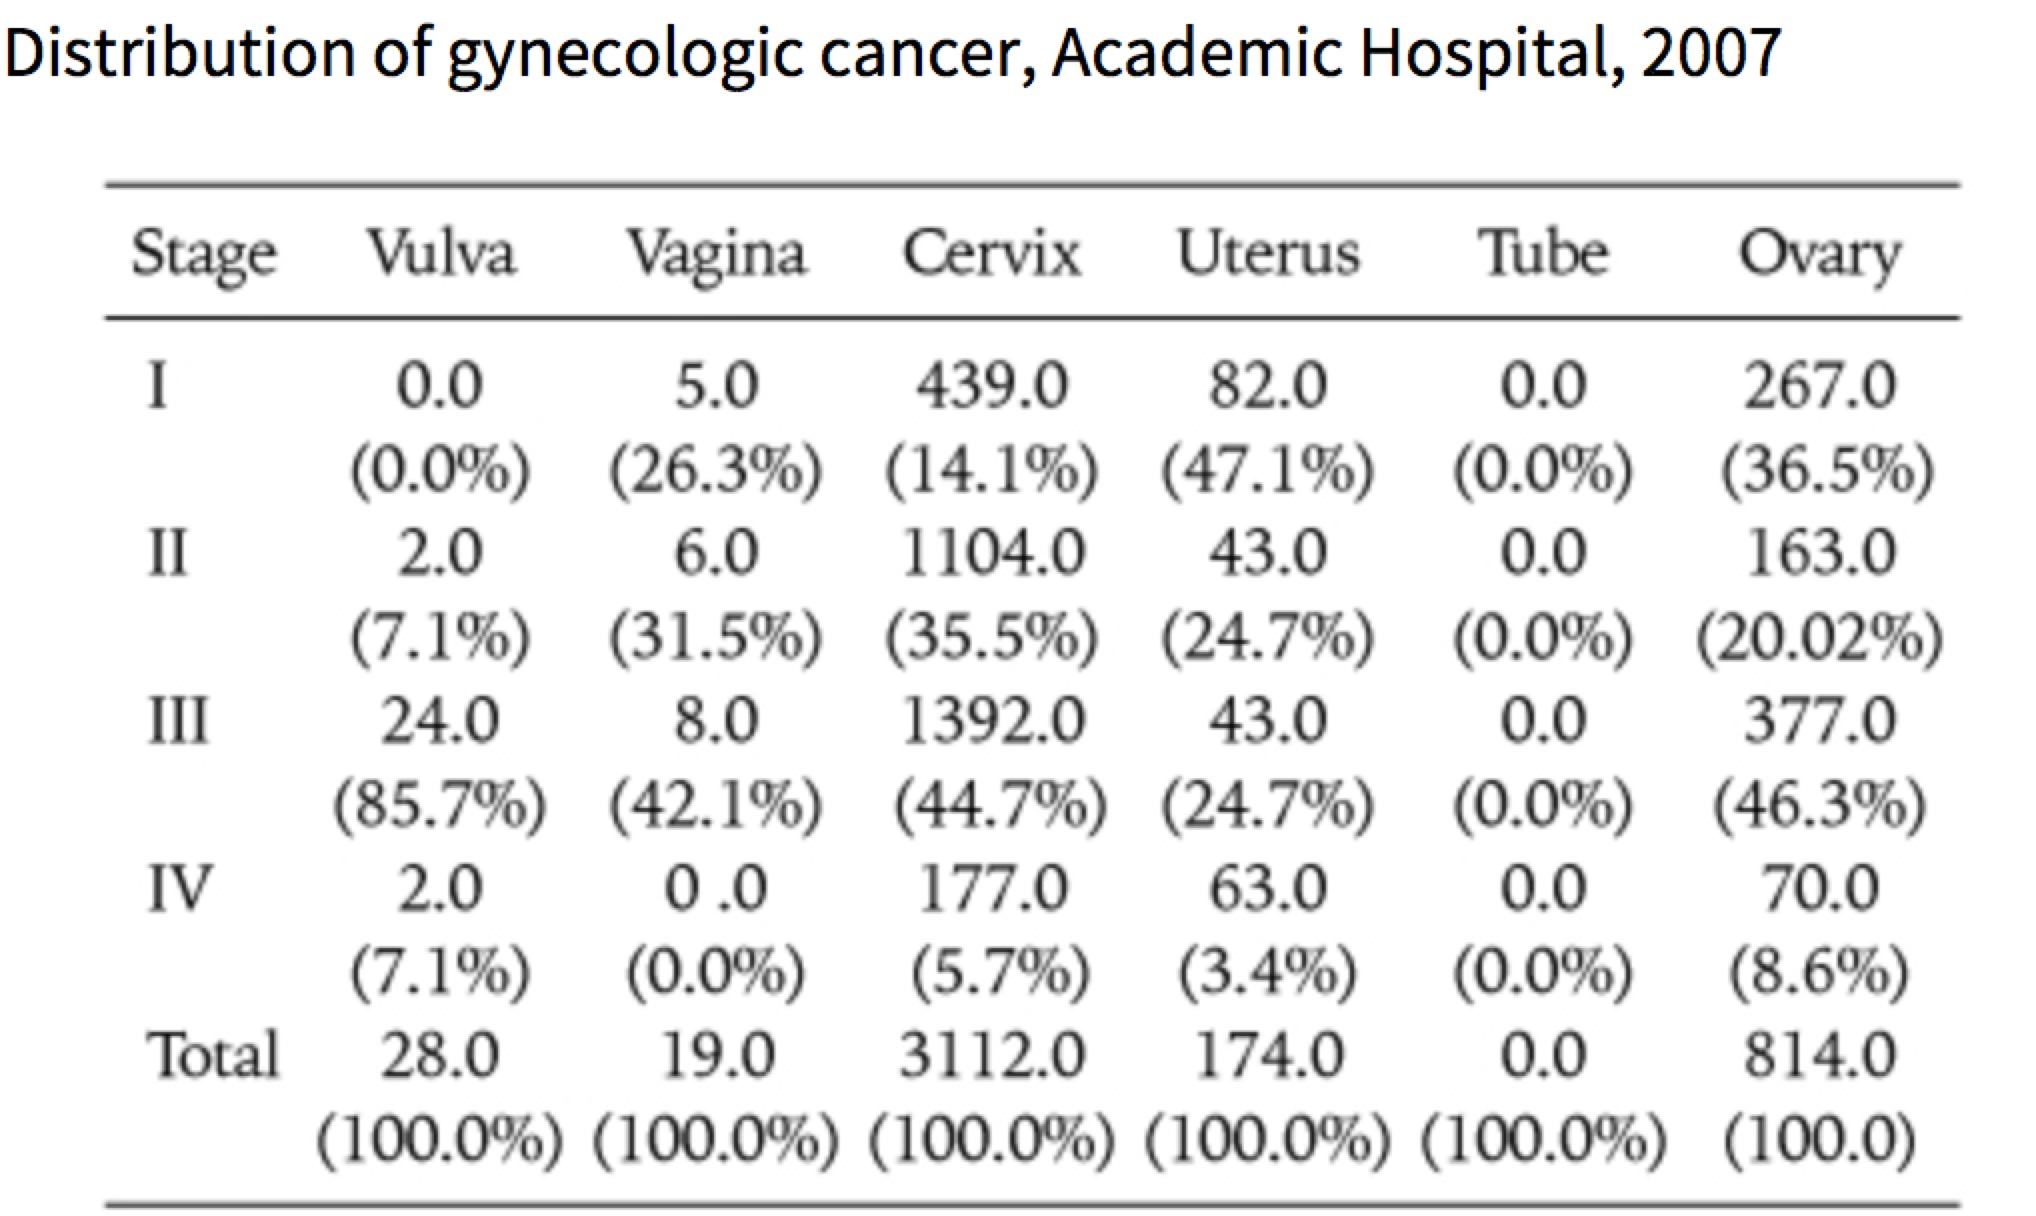 Distribution of gynecologic cancer, Academic Hospital, 2007
Stage Vulva Vagina Cervix Uterus Tube Ovary
I 0.0 5.0 439.0 82.0 0.0 267.0
(0.0%) (26.3%) (14.1%) (47.1%) (0.0%) (36.5%)
II 2.0 6.0 1104.0 43.0 0.0 163.0
(7.1%) (31.5%) (35.5%) (24.7%) (0.0%) (20.02%)
III 24.0 8.0 1392.0 43.0 0.0 377.0
(85.7%) (42.1%) (44.7%) (24.7%) (0.0%) (46.3%)
IV 2.0 0 .0 177.0 63.0 0.0 70.0
(7.1%) (0.0%) (5.7%) (3.4%) (0.0%) (8.6%)
Total 28.0 19.0 3112.0 174.0 0.0 814.0
(100.0%) (100.0%) (100.0%) (100.0%) (100.0%) (100.0)